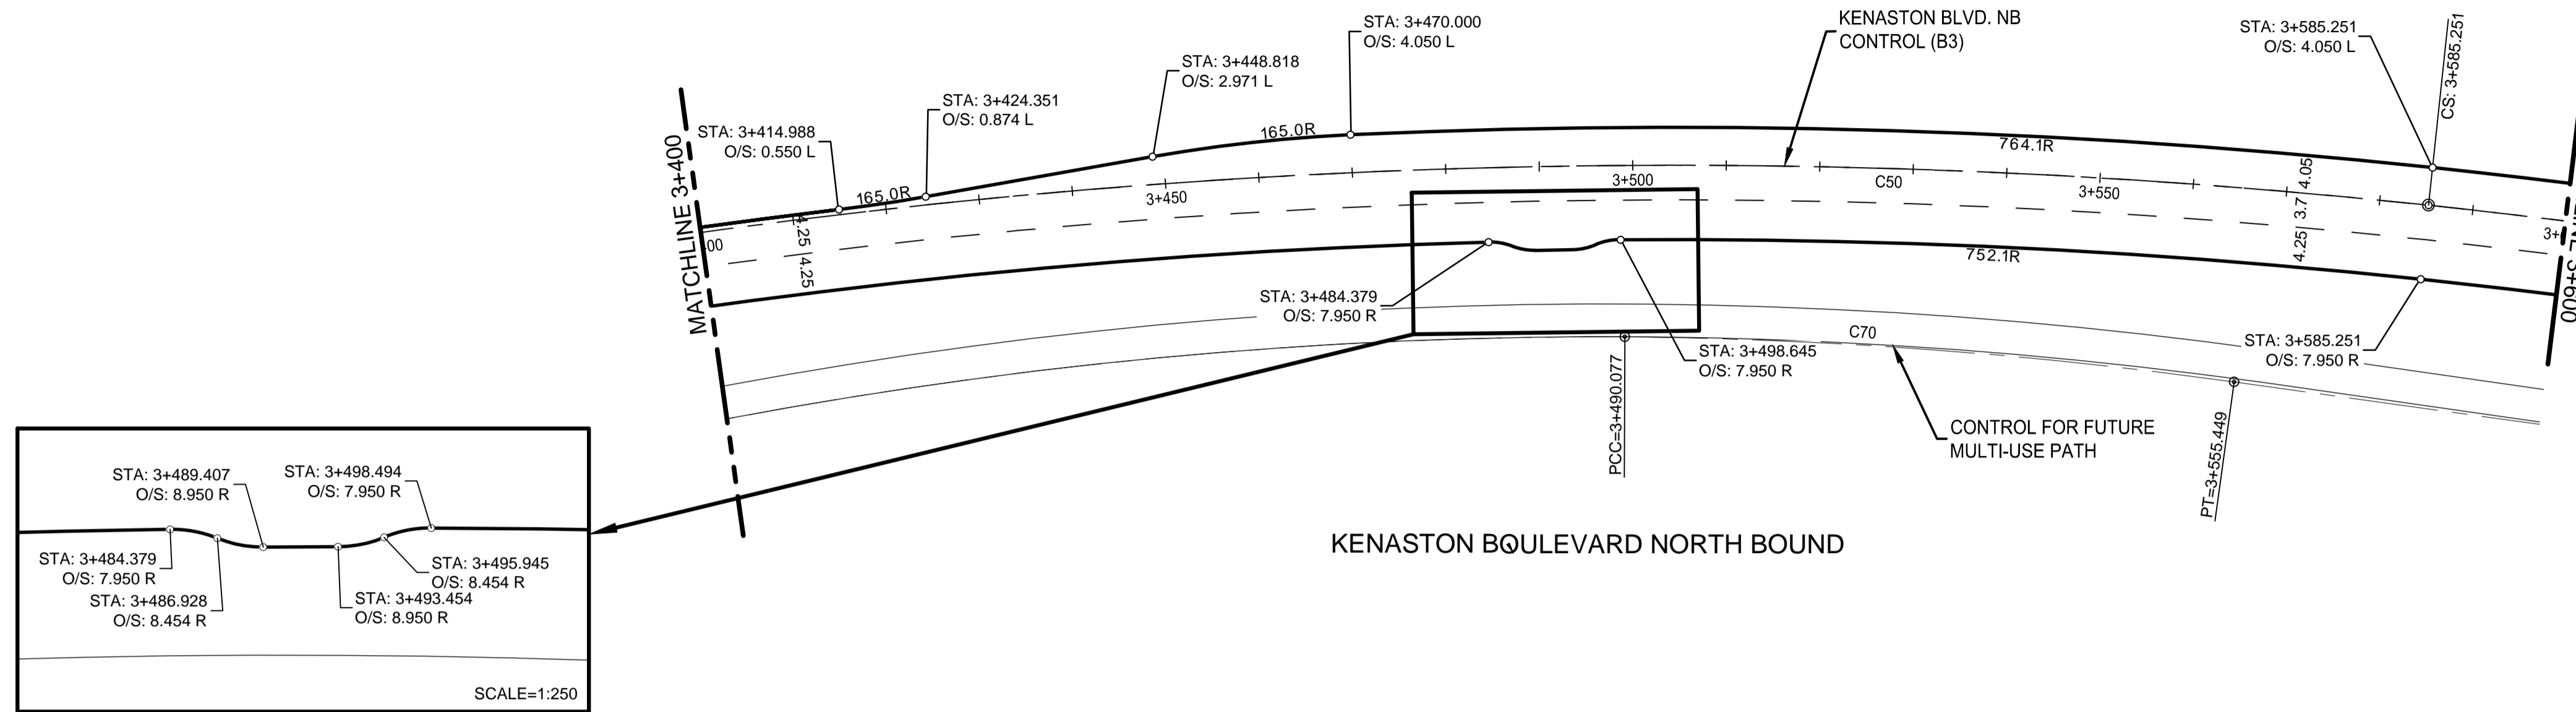 STA: 3+470.000
O/S: 4.050 L
KENASTON BLVD. NB
CONTROL (B3)
STA: 3+585.251
O/S: 4.050 L
CS: 3+585.251
STA: 3+448.818
O/S: 2.971 L
STA: 3+424.351
O/S: 0.874 L
STA: 3+414.988
O/S: 0.550 L
MATCHLINE 3+400
165.0R
165.0R
764.1R
00
4.25
4.25
3+450
3+500
C50
3+550
4.05
3.7
4.25
3+
3+600
752.1R
STA: 3+484.379
O/S: 7.950 R
STA: 3+498.645
O/S: 7.950 R
C70
STA: 3+585.251
O/S: 7.950 R
PCC=3+490.077
PT=3+555.449
CONTROL FOR FUTURE
MULTI-USE PATH
KENASTON BOULEVARD NORTH BOUND
STA: 3+489.407
O/S: 8.950 R
STA: 3+498.494
O/S: 7.950 R
STA: 3+484.379
O/S: 7.950 R
STA: 3+486.928
O/S: 8.454 R
STA: 3+495.945
O/S: 8.454 R
STA: 3+493.454
O/S: 8.950 R
SCALE=1:250